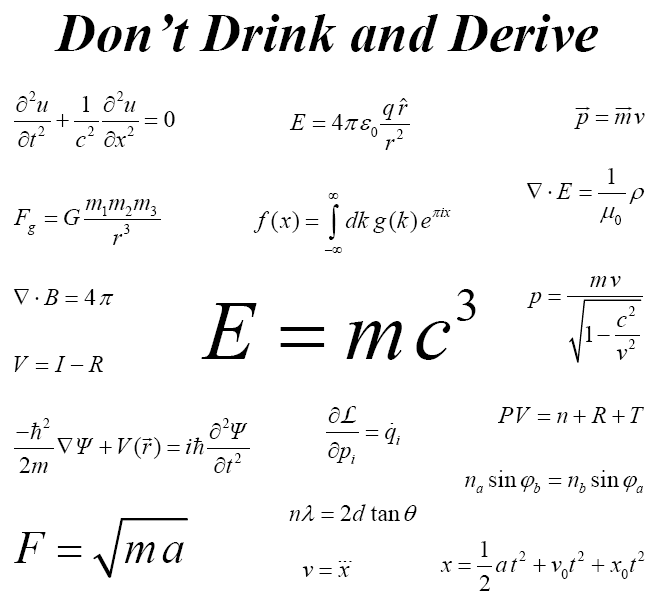 Don't Drink and Derive
∂²u/∂t² + 1/c² ∂²u/∂x² = 0
E = 4πε₀ q r̂/r²
p⃗ = m⃗v
F_g = G m₁m₂m₃/r³
f(x) = ∫_{-∞}^{∞} dk g(k) e^{πix}
∇ · E = 1/μ₀ ρ
∇ · B = 4π
E = mc³
p = mv/√(1 − c²/v²)
V = I − R
−ħ²/2m ∇Ψ + V(r⃗) = iħ ∂²Ψ/∂t²
∂ℒ/∂p_i = q̇_i
PV = n + R + T
n_a sin φ_b = n_b sin φ_a
F = √(ma)
nλ = 2d tan θ
v = ẍ
x = 1/2 at² + v₀t² + x₀t²